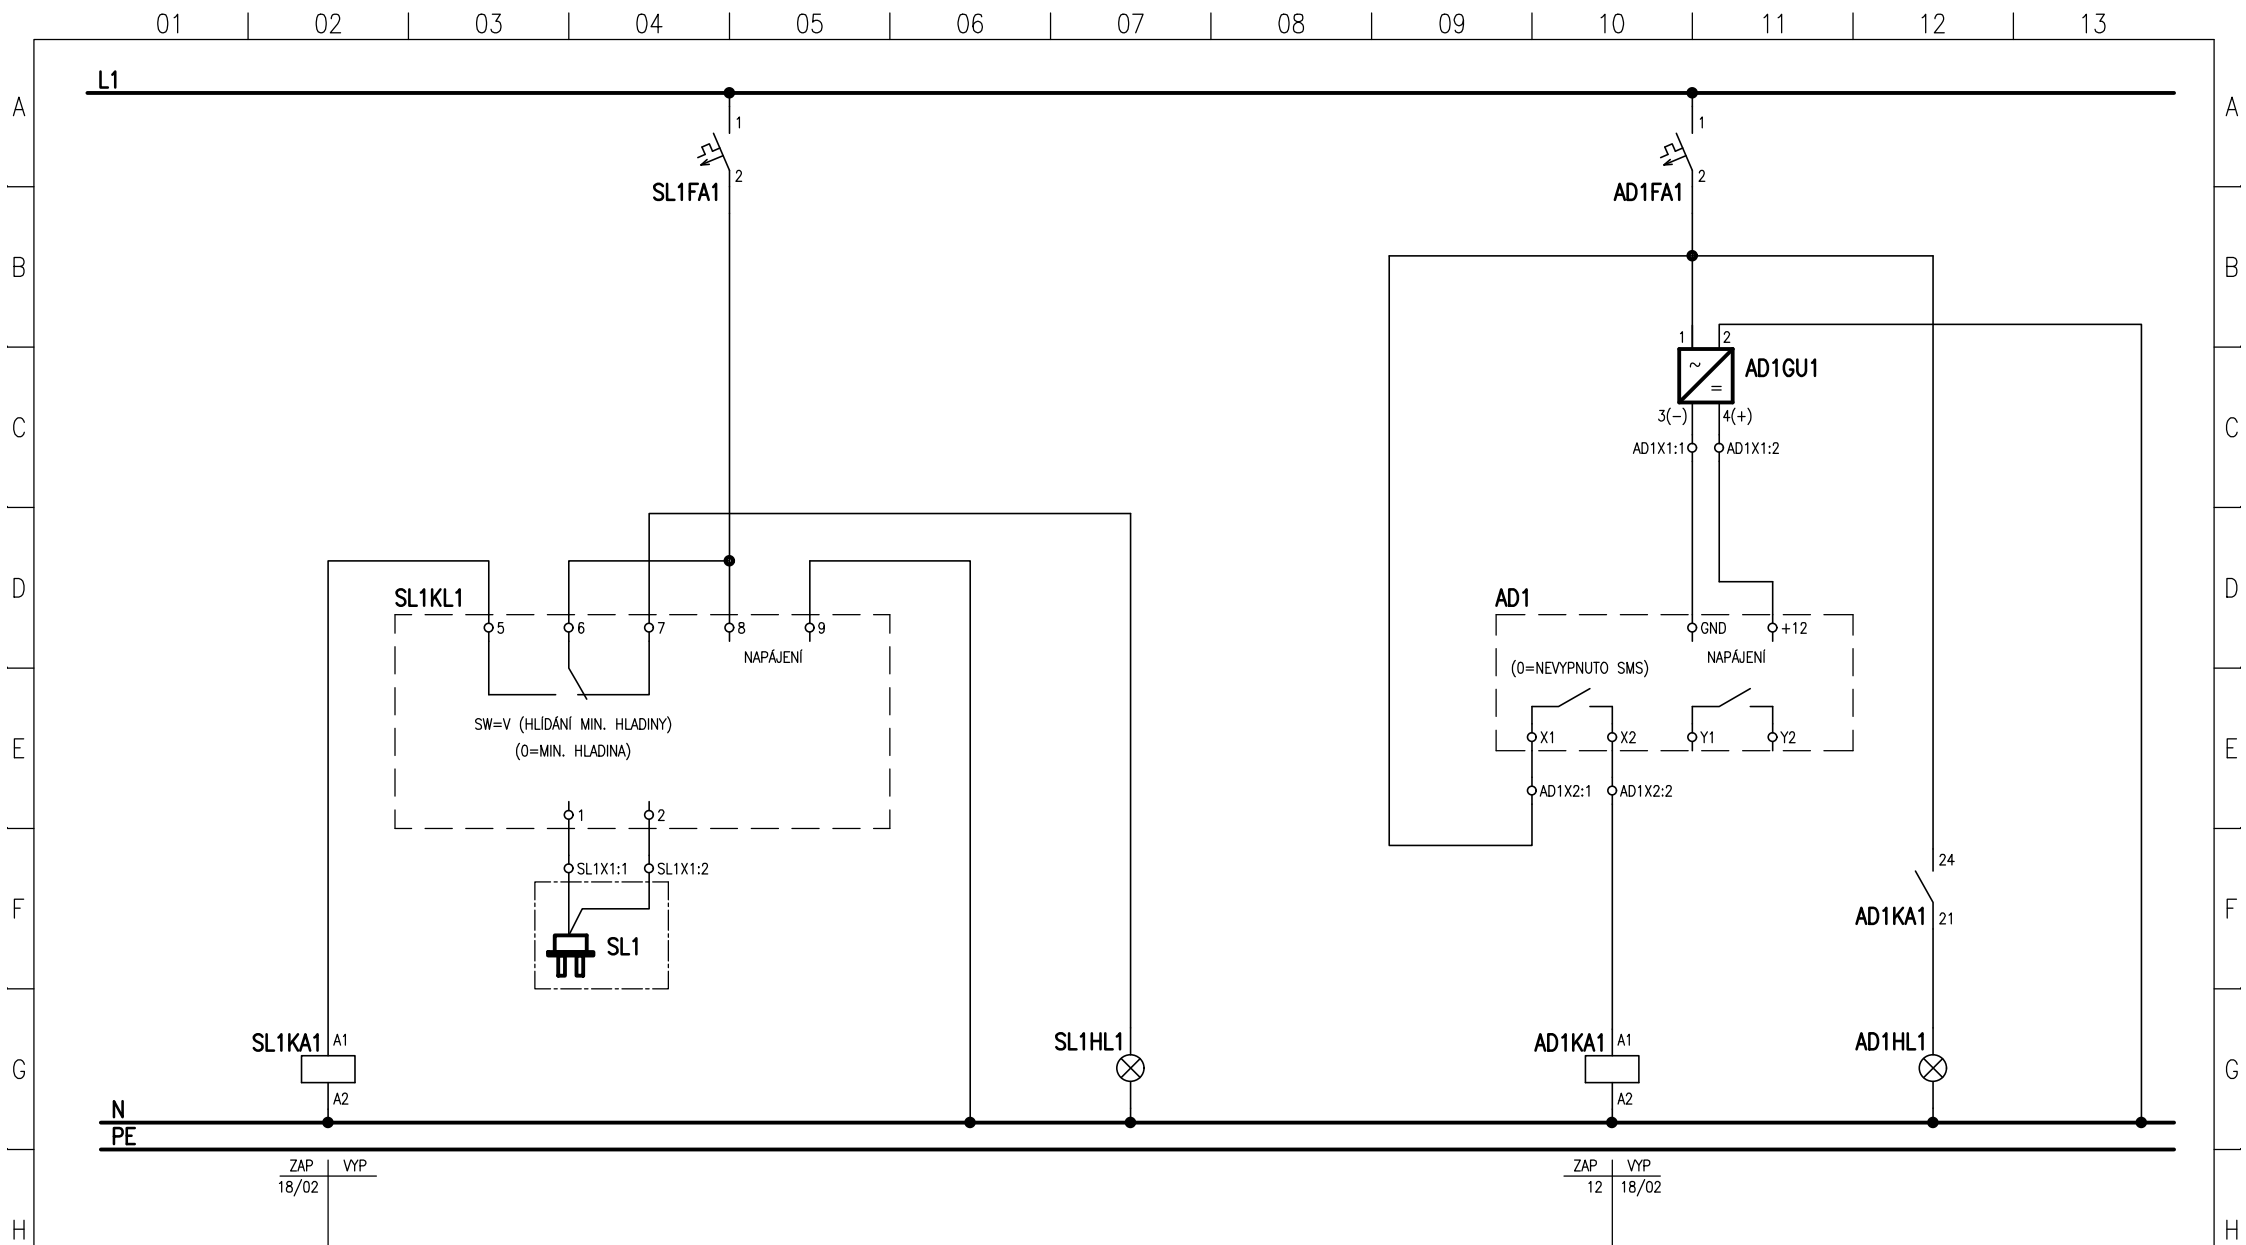 01 02 03 04 05 06 07 08 09 10 11 12 13
L1
A A
1 1
2 2
SL1FA1 AD1FA1
B B
1 2
~
=
AD1GU1
3(-) 4(+)
C C
AD1X1:1 AD1X1:2
D D
SL1KL1 AD1
5 6 7 8 9 GND +12
NAPÁJENÍ NAPÁJENÍ
(0=NEVYPNUTO SMS)
SW=V (HLÍDÁNÍ MIN. HLADINY)
(0=MIN. HLADINA)
E X1 X2 Y1 Y2 E
AD1X2:1 AD1X2:2
1 2
SL1X1:1 SL1X1:2
24
F F
AD1KA1 21
SL1
SL1KA1 A1 SL1HL1 AD1KA1 A1 AD1HL1
G G
A2 A2
N
PE
ZAP VYP ZAP VYP
18/02 12 18/02
H H